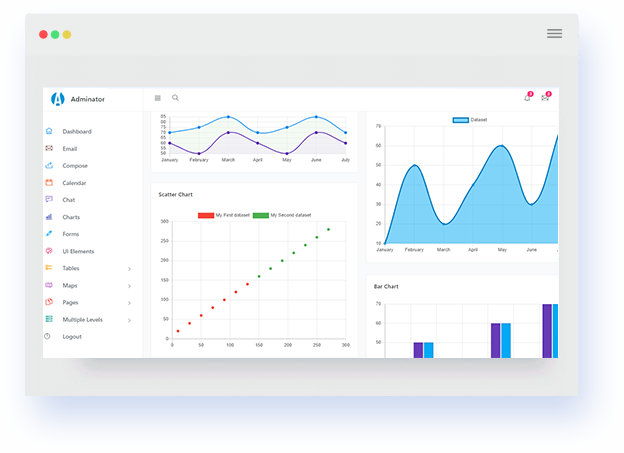 Adminator
3
3
Dashboard
Email
Compose
Calendar
Chat
Charts
Forms
UI Elements
Tables
Maps
Pages
Multiple Levels
Logout
85
80
75
70
65
60
55
50
January February March April May June July
Scatter Chart
My First dataset My Second dataset
300
250
200
150
100
50
0
0 50 100 150 200 250 300
Dataset
70
60
50
40
30
20
10
January February March April May June J
Bar Chart
70
60
50